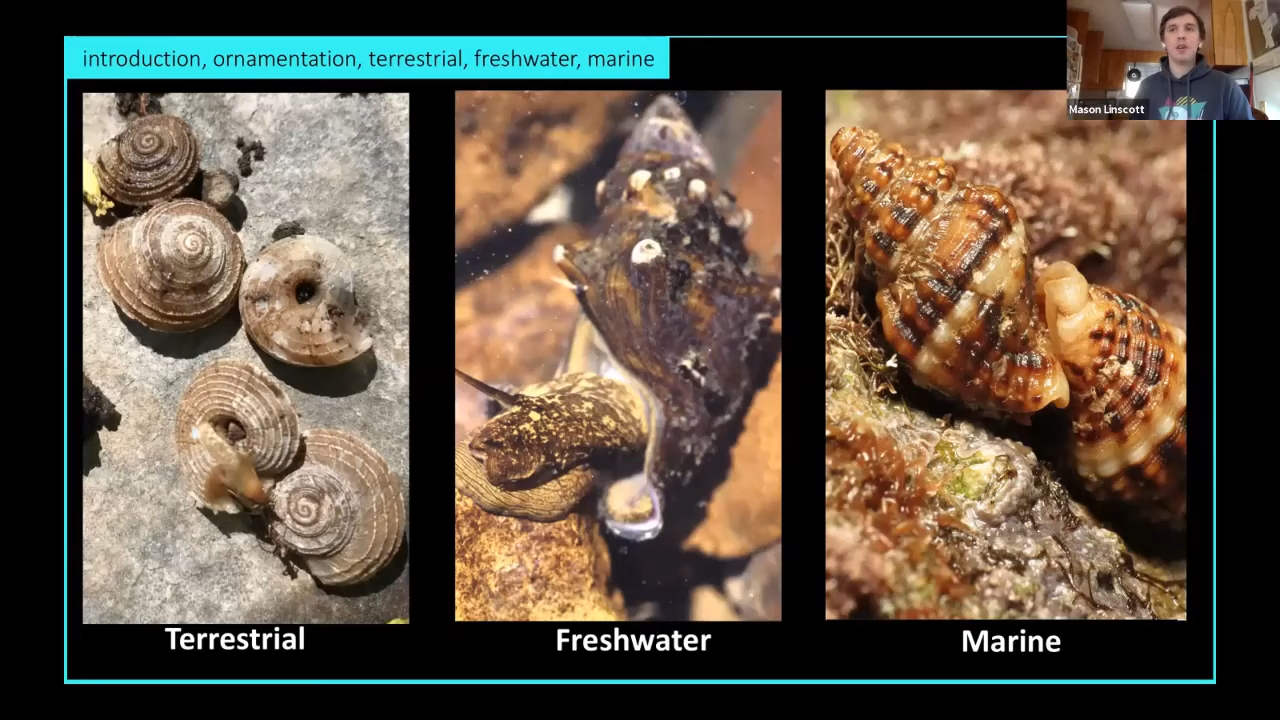 introduction, ornamentation, terrestrial, freshwater, marine
Mason Linscott
Terrestrial
Freshwater
Marine